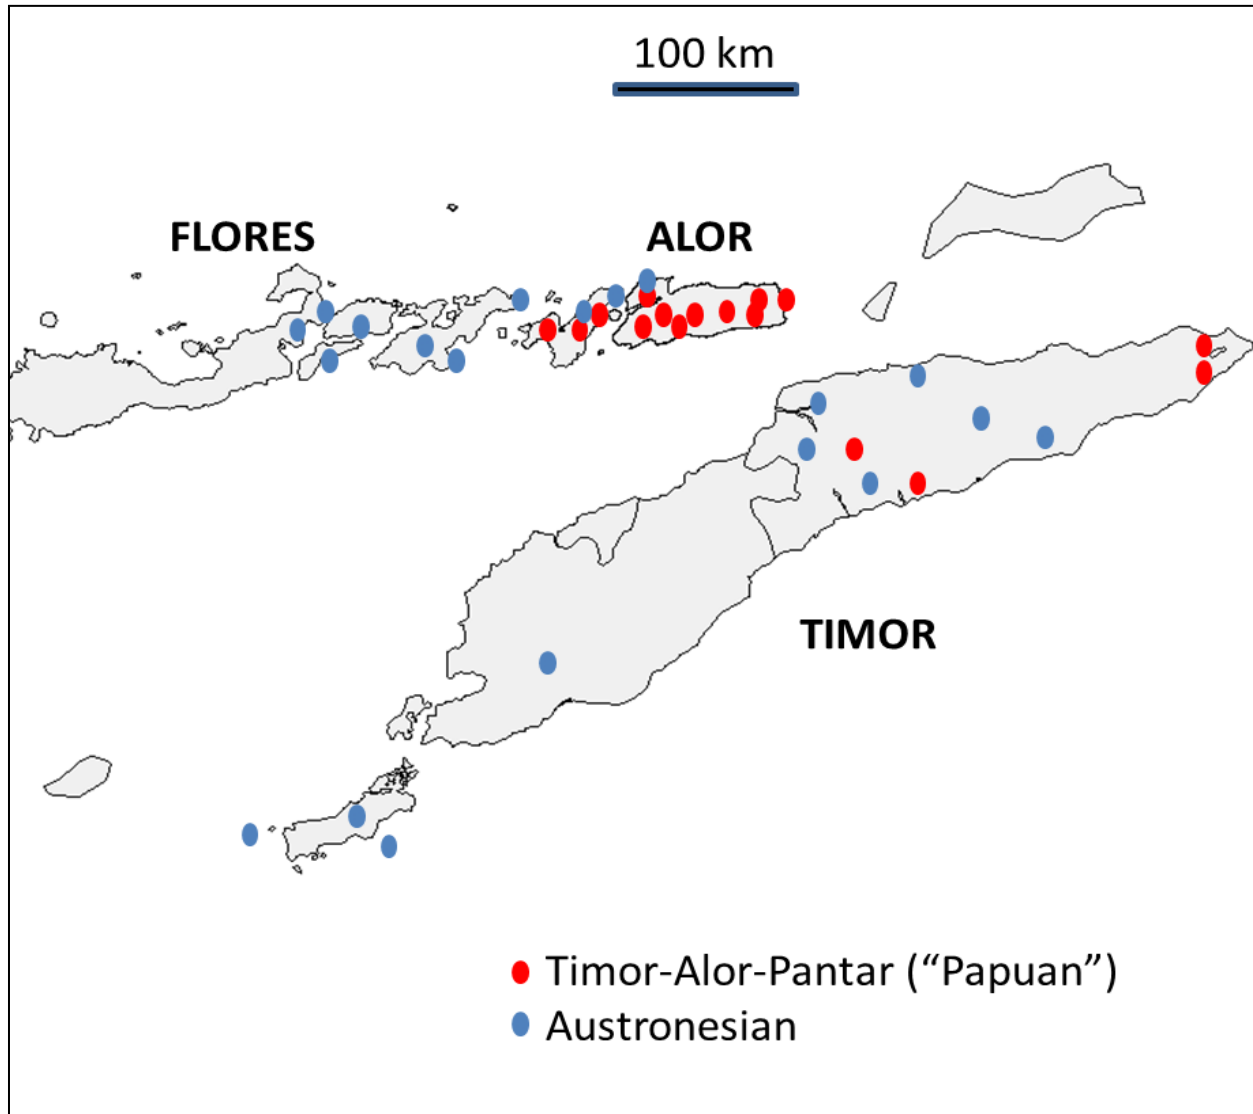 100 km
FLORES
ALOR
TIMOR
Timor-Alor-Pantar (“Papuan”)
Austronesian